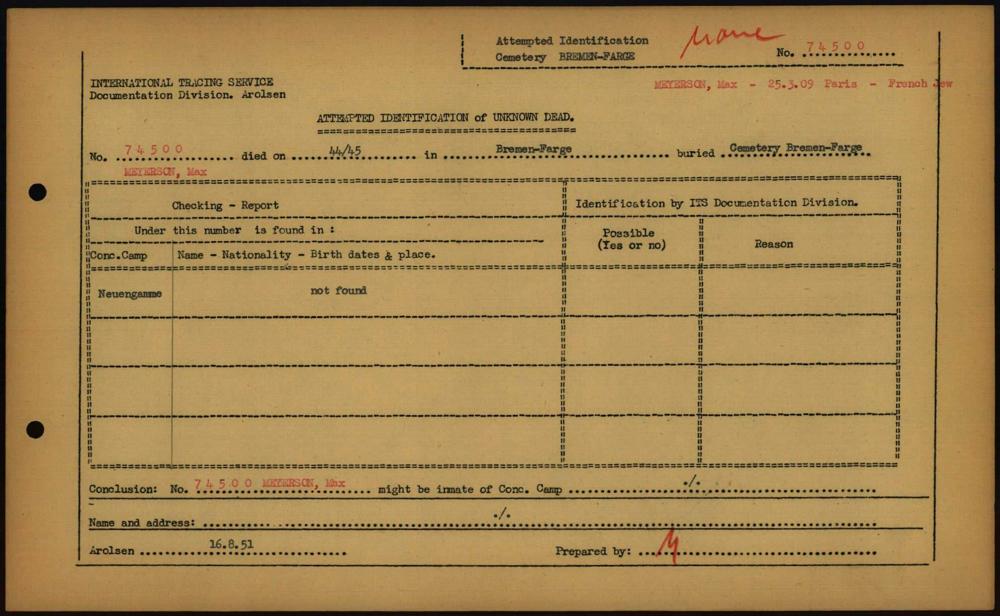 Attempted Identification
Cemetery BREMEN-FARGE
No. 74500
INTERNATIONAL TRACING SERVICE
Documentation Division. Arolsen
MEYERSON, Max - 25.3.09 Paris - French Jew
ATTEMPTED IDENTIFICATION of UNKNOWN DEAD.
No. 74500 died on 44/45 in Bremen-Farge buried Cemetery Bremen-Farge
MEYERSON, Max
Checking - Report
Identification by ITS Documentation Division.
Under this number is found in :
Possible
(Yes or no)
Reason
Conc.Camp
Name - Nationality - Birth dates & place.
Neuengamme
not found
Conclusion: No. 74500 MEYERSON, Max might be inmate of Conc. Camp ./.
Name and address: ./.
Arolsen 16.8.51
Prepared by: